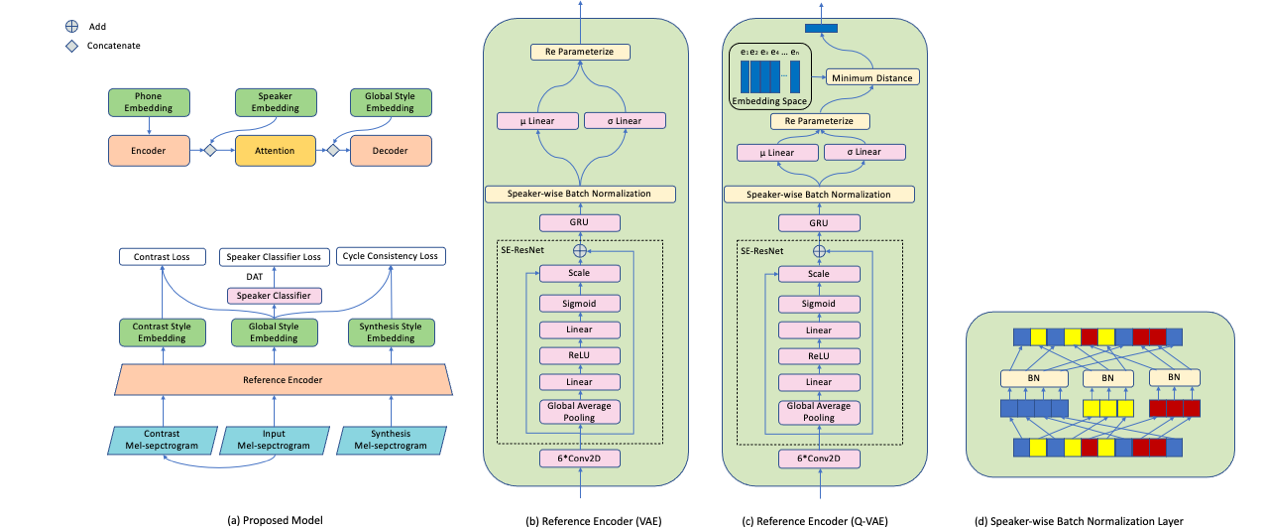 Add
Concatenate
Phone
Embedding
Speaker
Embedding
Global Style
Embedding
Encoder
Attention
Decoder
Contrast Loss
Speaker Classifier Loss
Cycle Consistency Loss
DAT
Speaker Classifier
Contrast Style
Embedding
Global Style
Embedding
Synthesis Style
Embedding
Reference Encoder
Contrast
Mel-sepctrogram
Input
Mel-sepctrogram
Synthesis
Mel-sepctrogram
(a) Proposed Model
Re Parameterize
μ Linear
σ Linear
Speaker-wise Batch Normalization
GRU
SE-ResNet
Scale
Sigmoid
Linear
ReLU
Linear
Global Average
Pooling
6*Conv2D
(b) Reference Encoder (VAE)
e₁ e₂ e₃ e₄ ... eₙ
...
Embedding Space
Minimum Distance
Re Parameterize
μ Linear
σ Linear
Speaker-wise Batch Normalization
GRU
SE-ResNet
Scale
Sigmoid
Linear
ReLU
Linear
Global Average
Pooling
6*Conv2D
(c) Reference Encoder (Q-VAE)
BN
BN
BN
(d) Speaker-wise Batch Normalization Layer